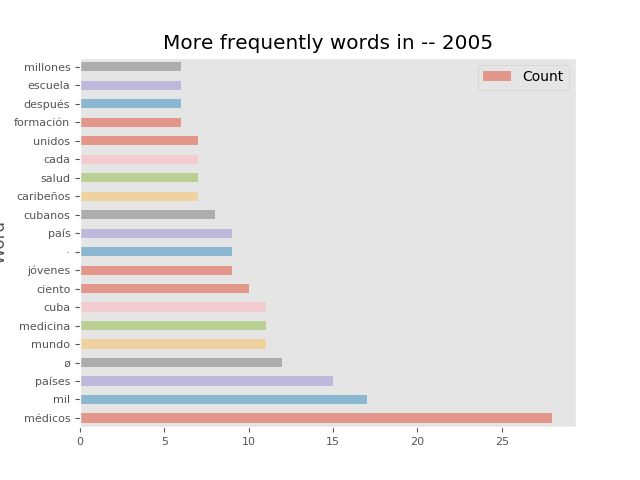 More frequently words in -- 2005
Count
millones
escuela
después
formación
unidos
cada
salud
caribeños
cubanos
país
.
jóvenes
ciento
cuba
medicina
mundo
ø
países
mil
médicos
Word
0 5 10 15 20 25